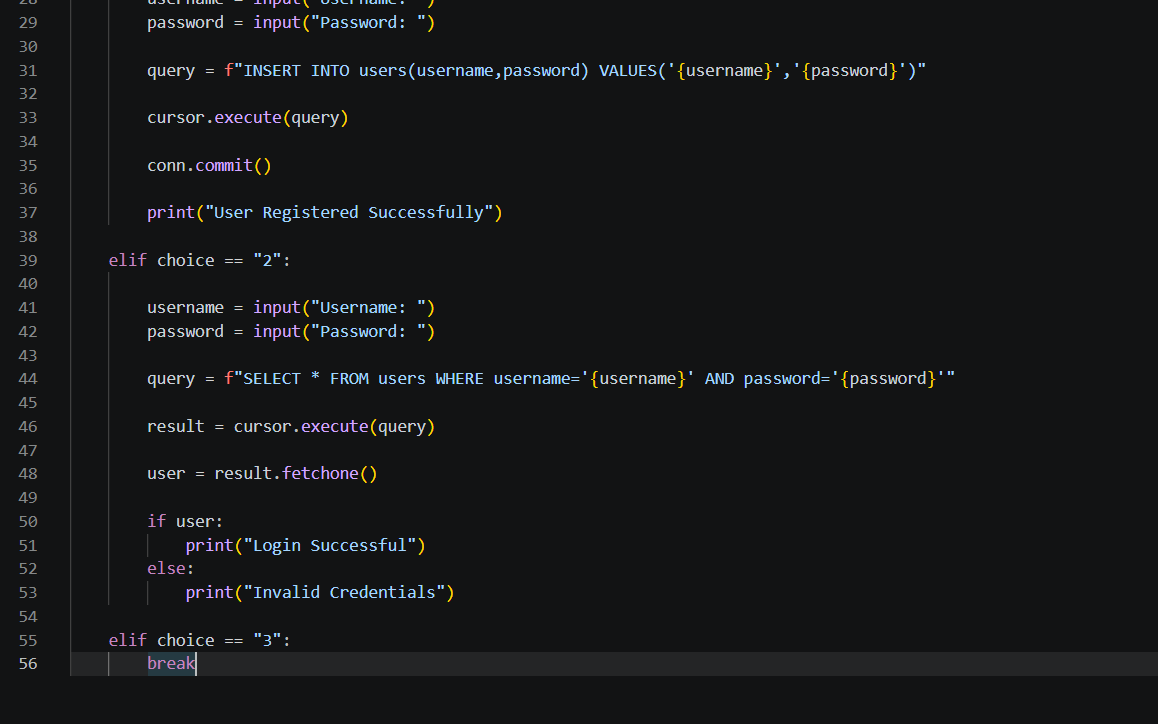 28 username = input("Username: ")
29 password = input("Password: ")
30
31 query = f"INSERT INTO users(username,password) VALUES('{username}','{password}')"
32
33 cursor.execute(query)
34
35 conn.commit()
36
37 print("User Registered Successfully")
38
39 elif choice == "2":
40
41 username = input("Username: ")
42 password = input("Password: ")
43
44 query = f"SELECT * FROM users WHERE username='{username}' AND password='{password}'"
45
46 result = cursor.execute(query)
47
48 user = result.fetchone()
49
50 if user:
51 print("Login Successful")
52 else:
53 print("Invalid Credentials")
54
55 elif choice == "3":
56 break